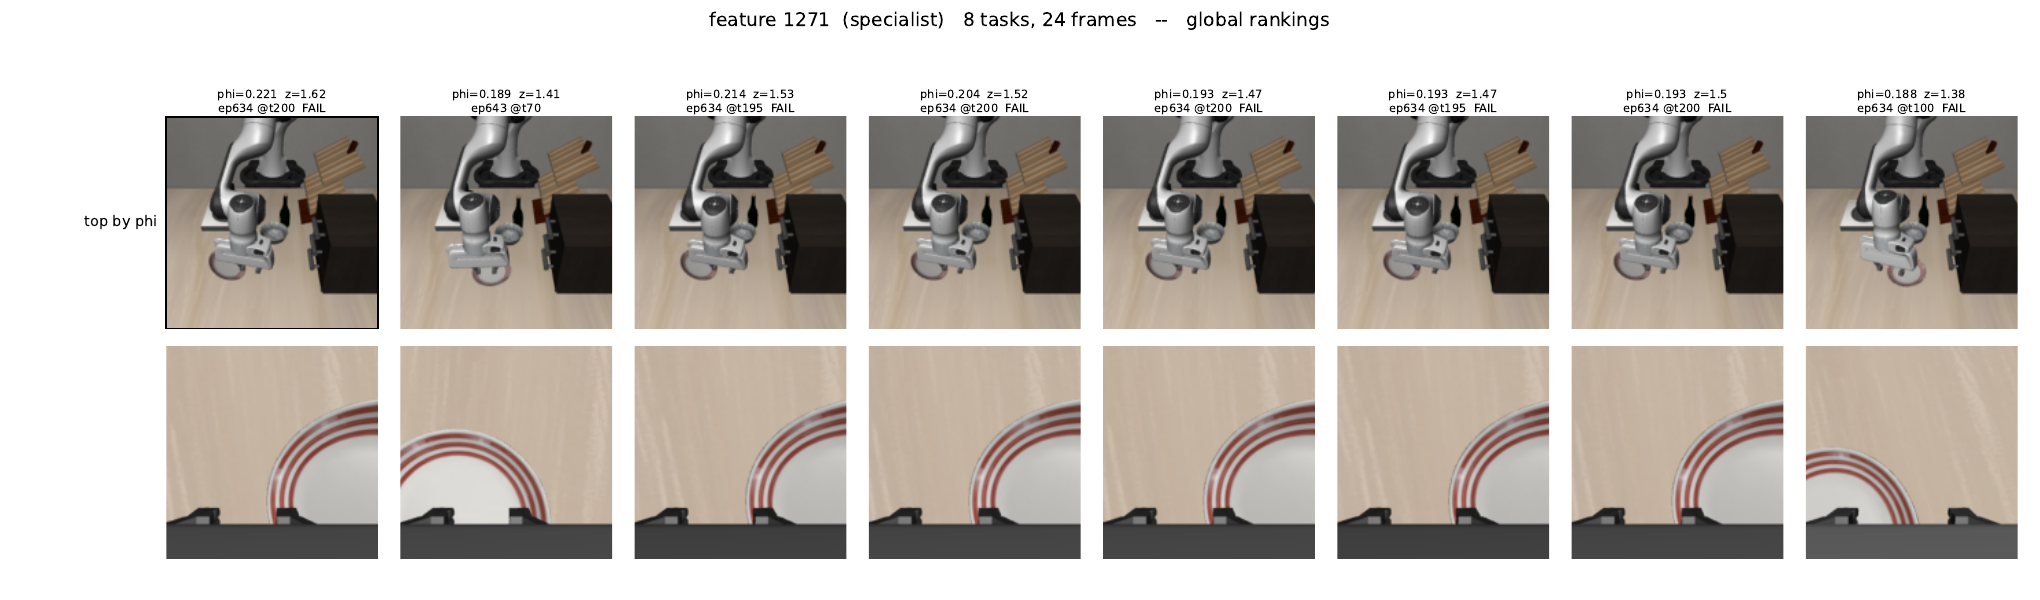 feature 1271  (specialist)   8 tasks, 24 frames   --   global rankings
phi=0.221  z=1.62
ep634 @t200  FAIL
phi=0.189  z=1.41
ep643 @t70
phi=0.214  z=1.53
ep634 @t195  FAIL
phi=0.204  z=1.52
ep634 @t200  FAIL
phi=0.193  z=1.47
ep634 @t200  FAIL
phi=0.193  z=1.47
ep634 @t195  FAIL
phi=0.193  z=1.5
ep634 @t200  FAIL
phi=0.188  z=1.38
ep634 @t100  FAIL
top by phi